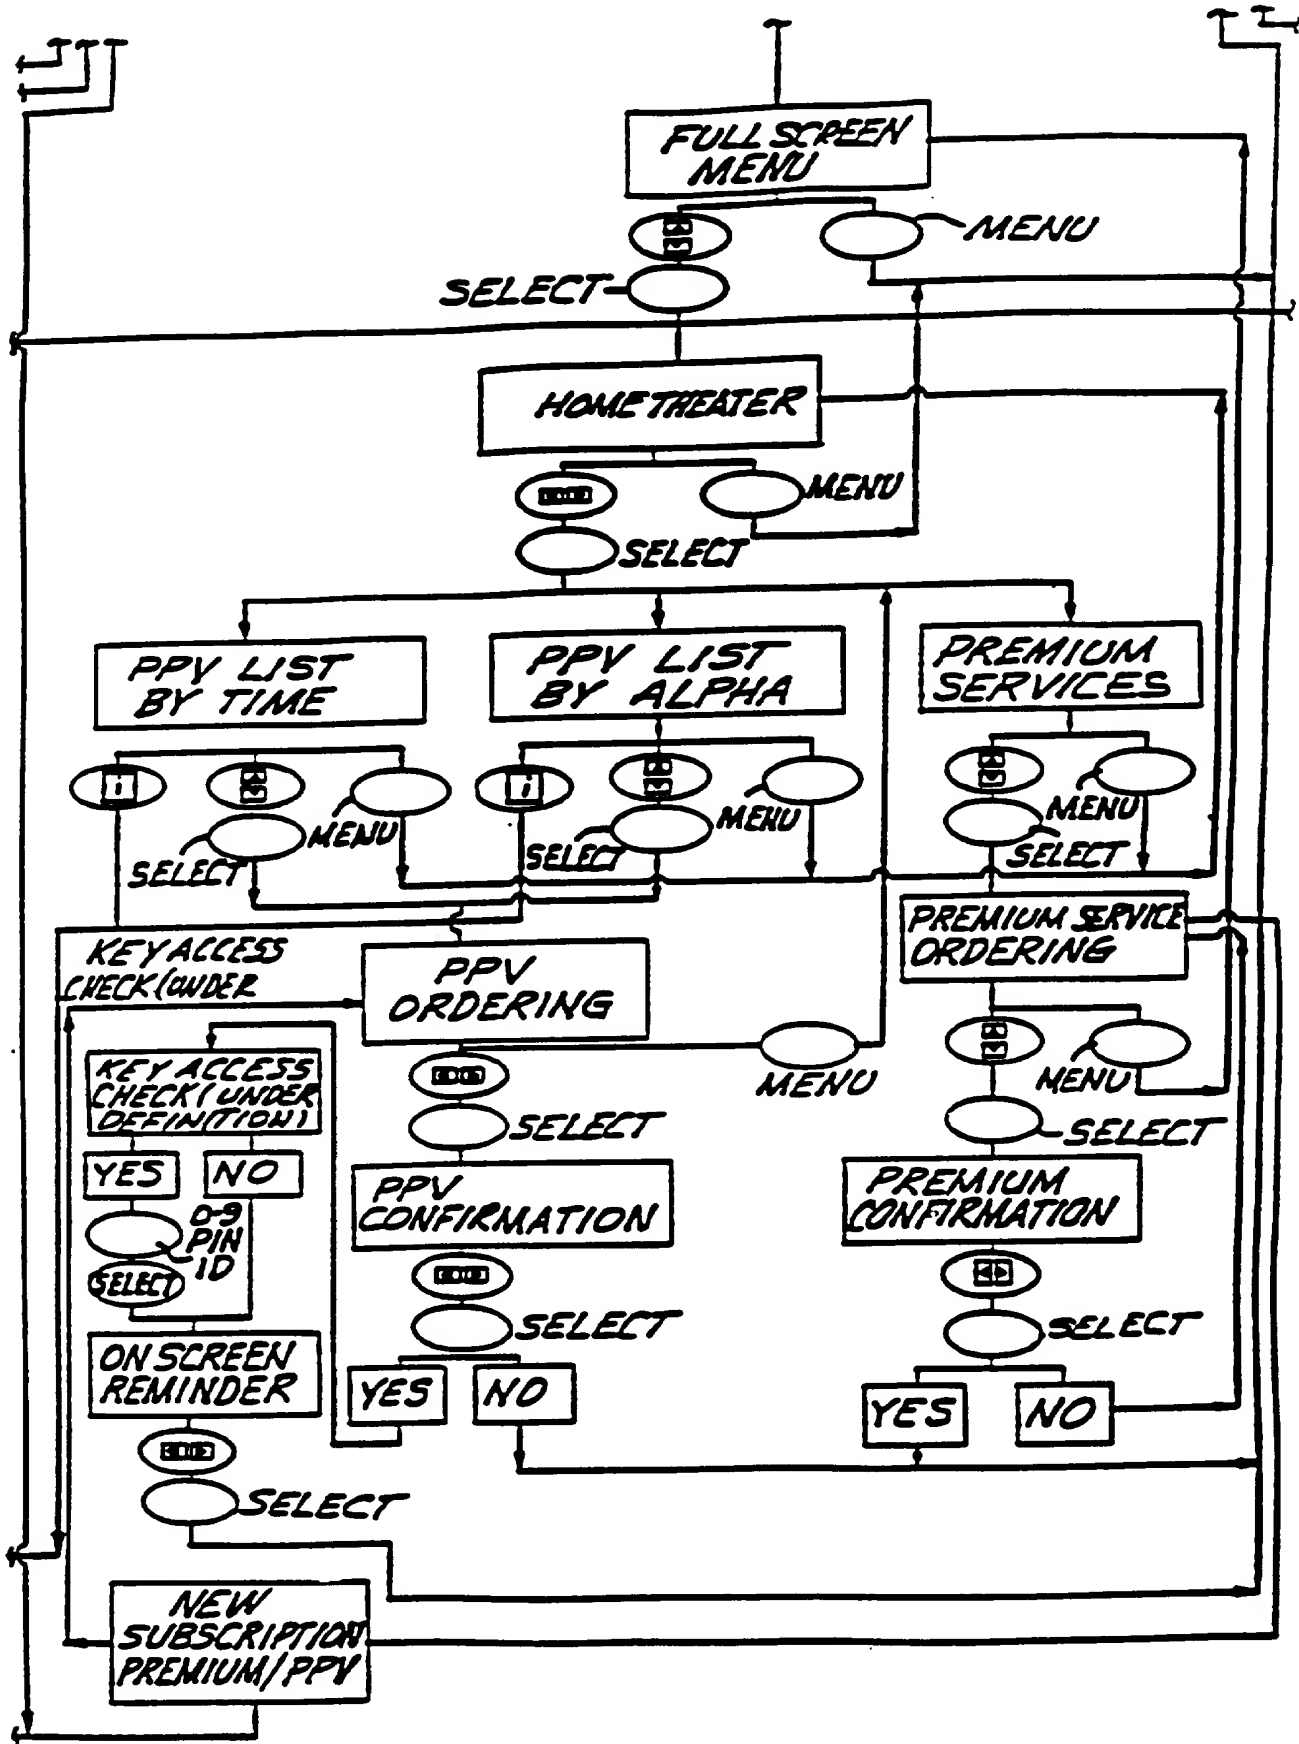 FULL SCREEN
MENU
MENU
SELECT
HOME THEATER
MENU
SELECT
PPV LIST
BY TIME
PPV LIST
BY ALPHA
PREMIUM
SERVICES
i
SELECT
MENU
i
SELECT
MENU
MENU
SELECT
KEY ACCESS
CHECK (UNDER
PPV
ORDERING
PREMIUM SERVICE
ORDERING
MENU
MENU
SELECT
SELECT
KEY ACCESS
CHECK (UNDER
DEFINITION)
YES
NO
0-9
PIN
ID
SELECT
PPV
CONFIRMATION
PREMIUM
CONFIRMATION
SELECT
SELECT
ON SCREEN
REMINDER
YES
NO
YES
NO
SELECT
NEW
SUBSCRIPTION
PREMIUM/PPV